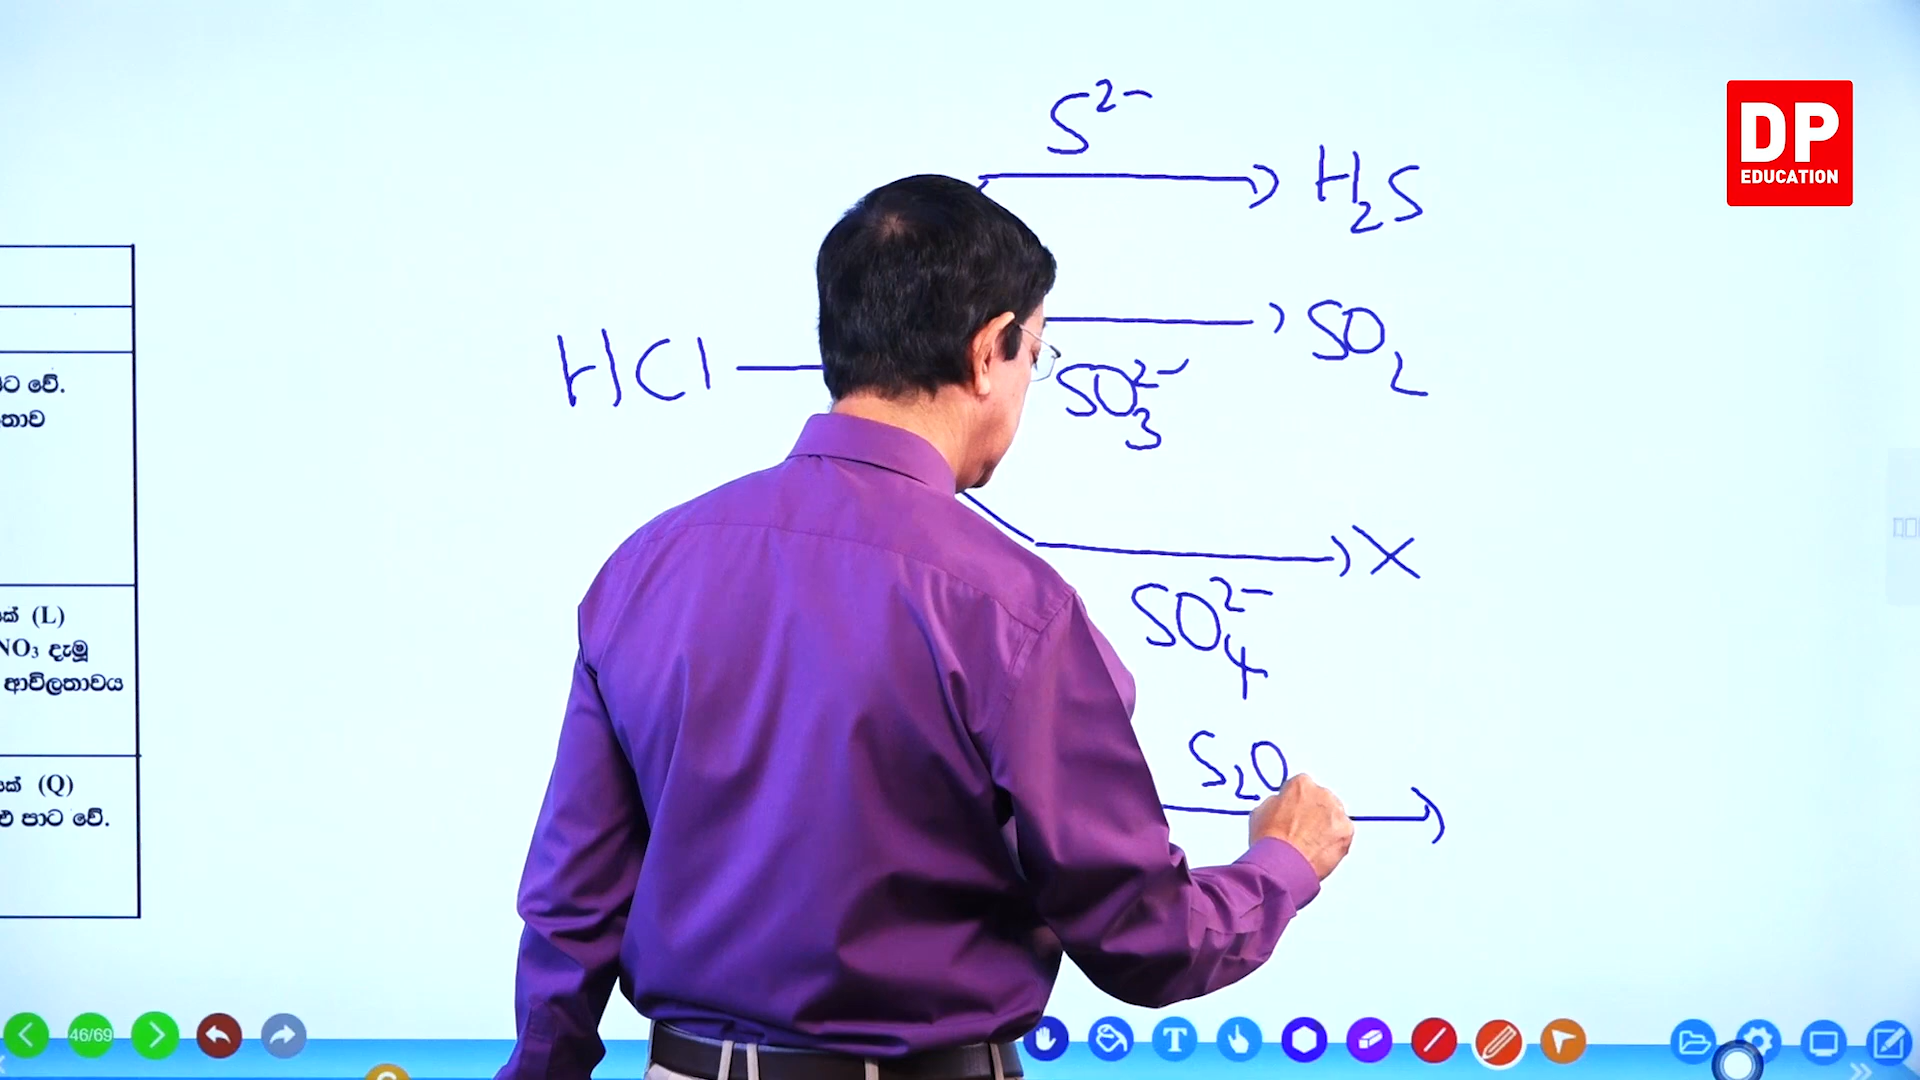 S²⁻
H₂S
DP
EDUCATION
SO₂
HCl
SO₃²⁻
X
SO₄²⁻
S₂O
වේ.
(L)
NO₃ දැමූ
ආවිලතාවය
(Q)
පාට වේ.
46/69
T